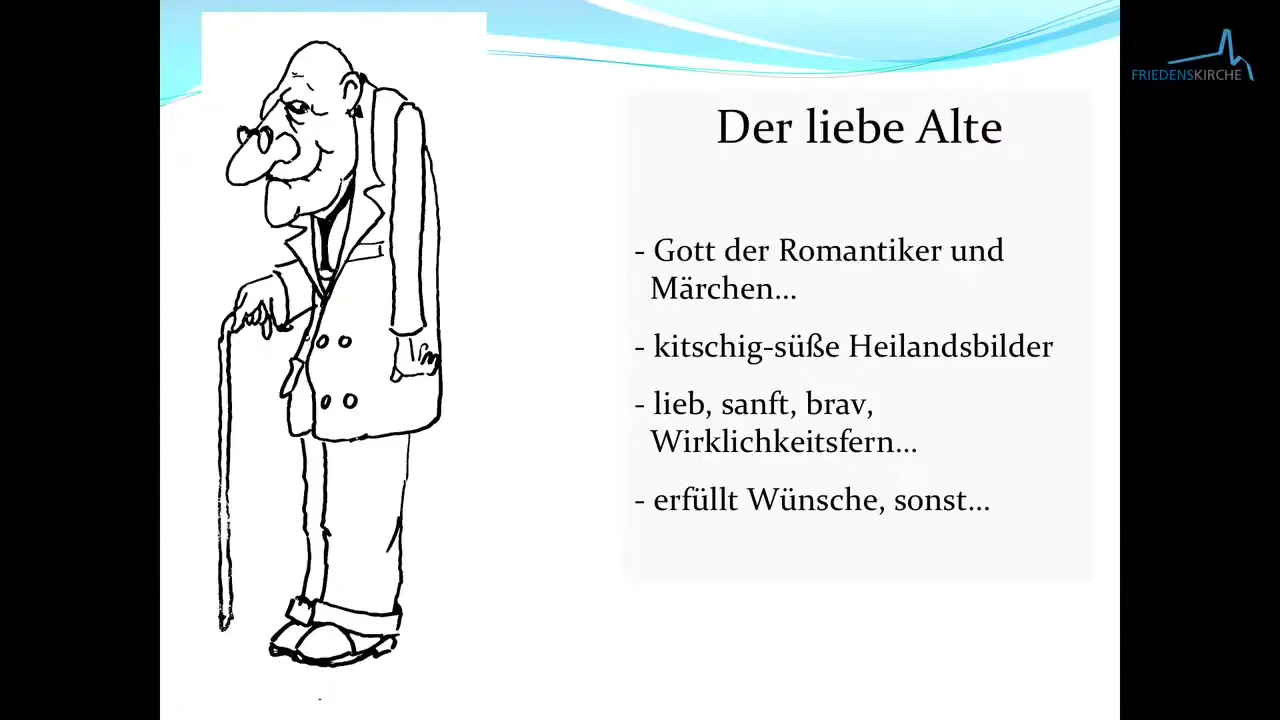 FRIEDENSKIRCHE
Der liebe Alte
- Gott der Romantiker und
Märchen...
- kitschig-süße Heilandsbilder
- lieb, sanft, brav,
Wirklichkeitsfern...
- erfüllt Wünsche, sonst...